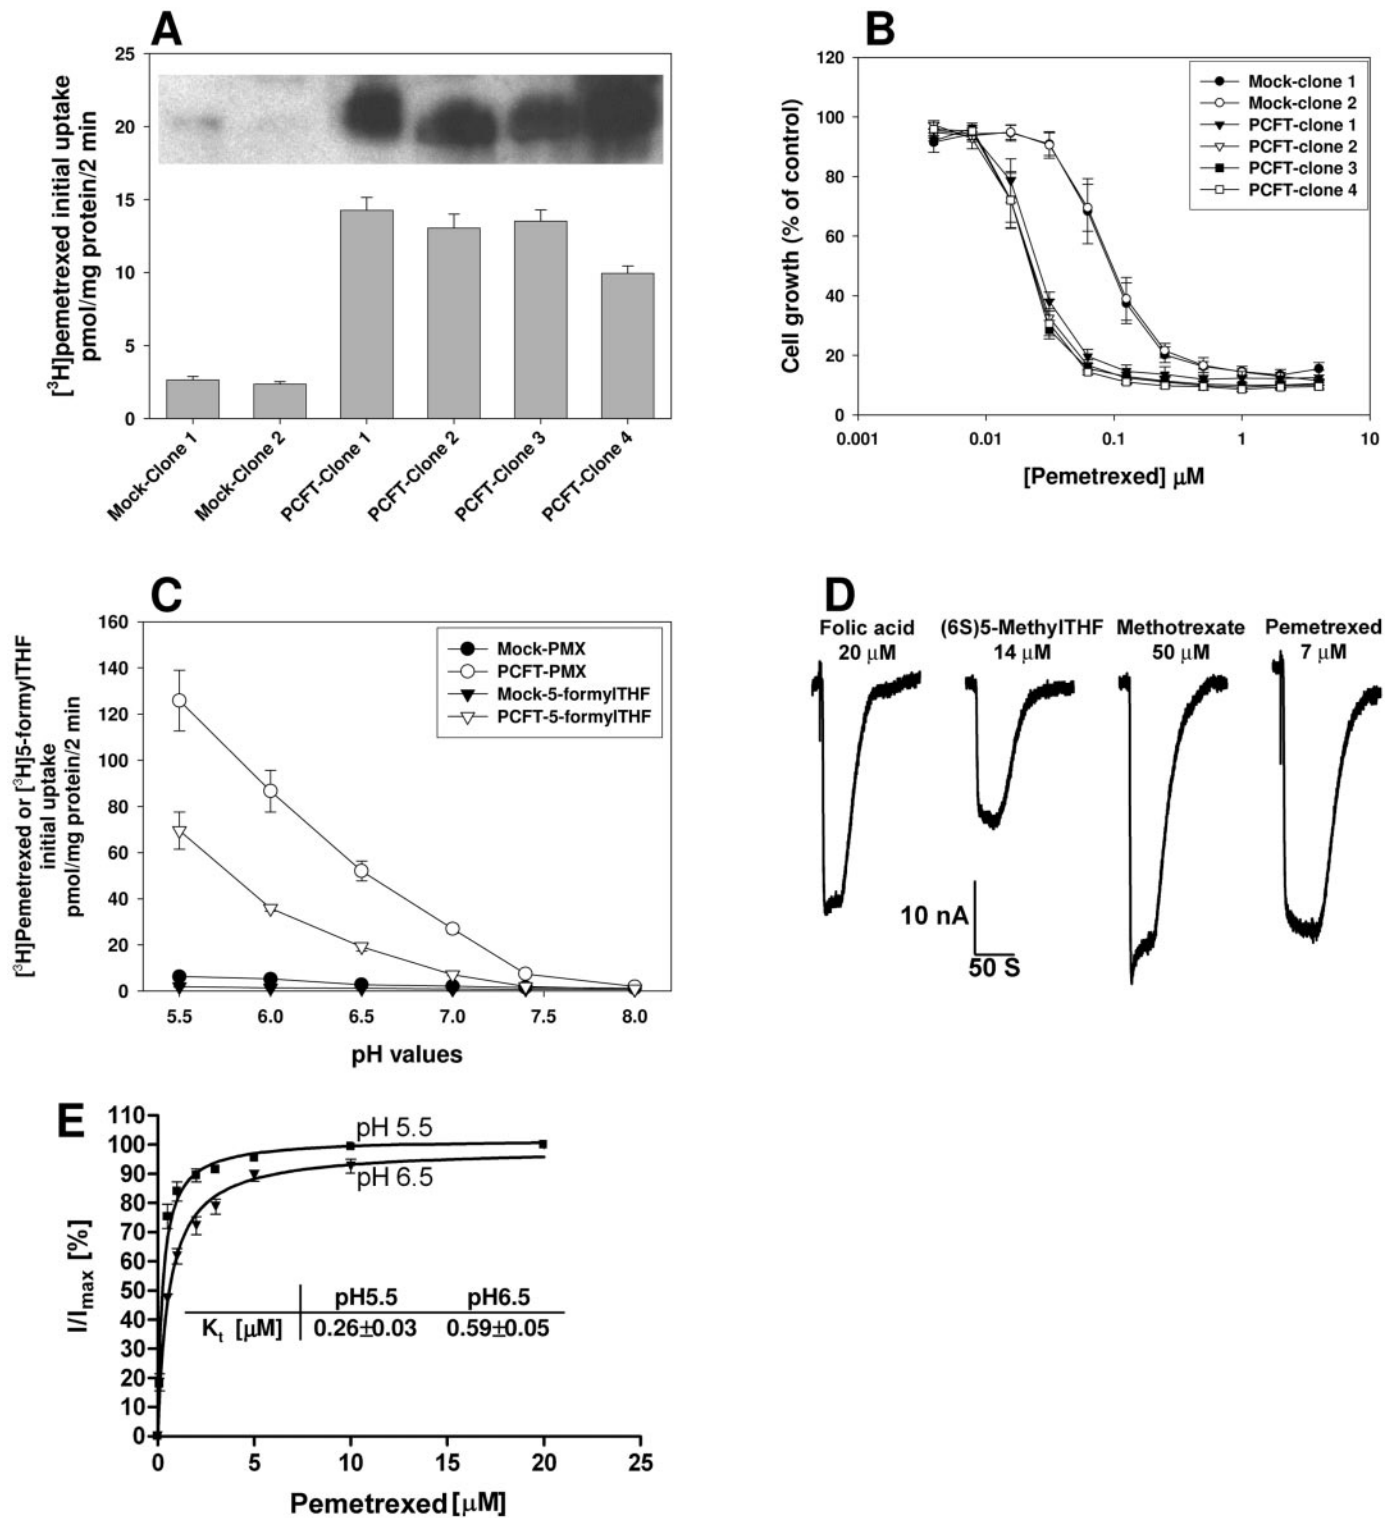 A
[³H]pemetrexed initial uptake
pmol/mg protein/2 min
25
20
15
10
5
0
Mock-Clone 1
Mock-Clone 2
PCFT-Clone 1
PCFT-Clone 2
PCFT-Clone 3
PCFT-Clone 4
B
Cell growth (% of control)
120
100
80
60
40
20
0
0.001
0.01
0.1
1
10
[Pemetrexed] μM
Mock-clone 1
Mock-clone 2
PCFT-clone 1
PCFT-clone 2
PCFT-clone 3
PCFT-clone 4
C
[³H]Pemetrexed or [³H]5-formylTHF
initial uptake
pmol/mg protein/2 min
160
140
120
100
80
60
40
20
0
5.5
6.0
6.5
7.0
7.5
8.0
pH values
Mock-PMX
PCFT-PMX
Mock-5-formylTHF
PCFT-5-formylTHF
D
Folic acid
20 μM
(6S)5-MethylTHF
14 μM
Methotrexate
50 μM
Pemetrexed
7 μM
10 nA
50 S
E
I/Imax [%]
110
100
90
80
70
60
50
40
30
20
10
0
pH 5.5
pH 6.5
pH5.5 pH6.5
Kt [μM] 0.26±0.03 0.59±0.05
0
5
10
15
20
25
Pemetrexed [μM]